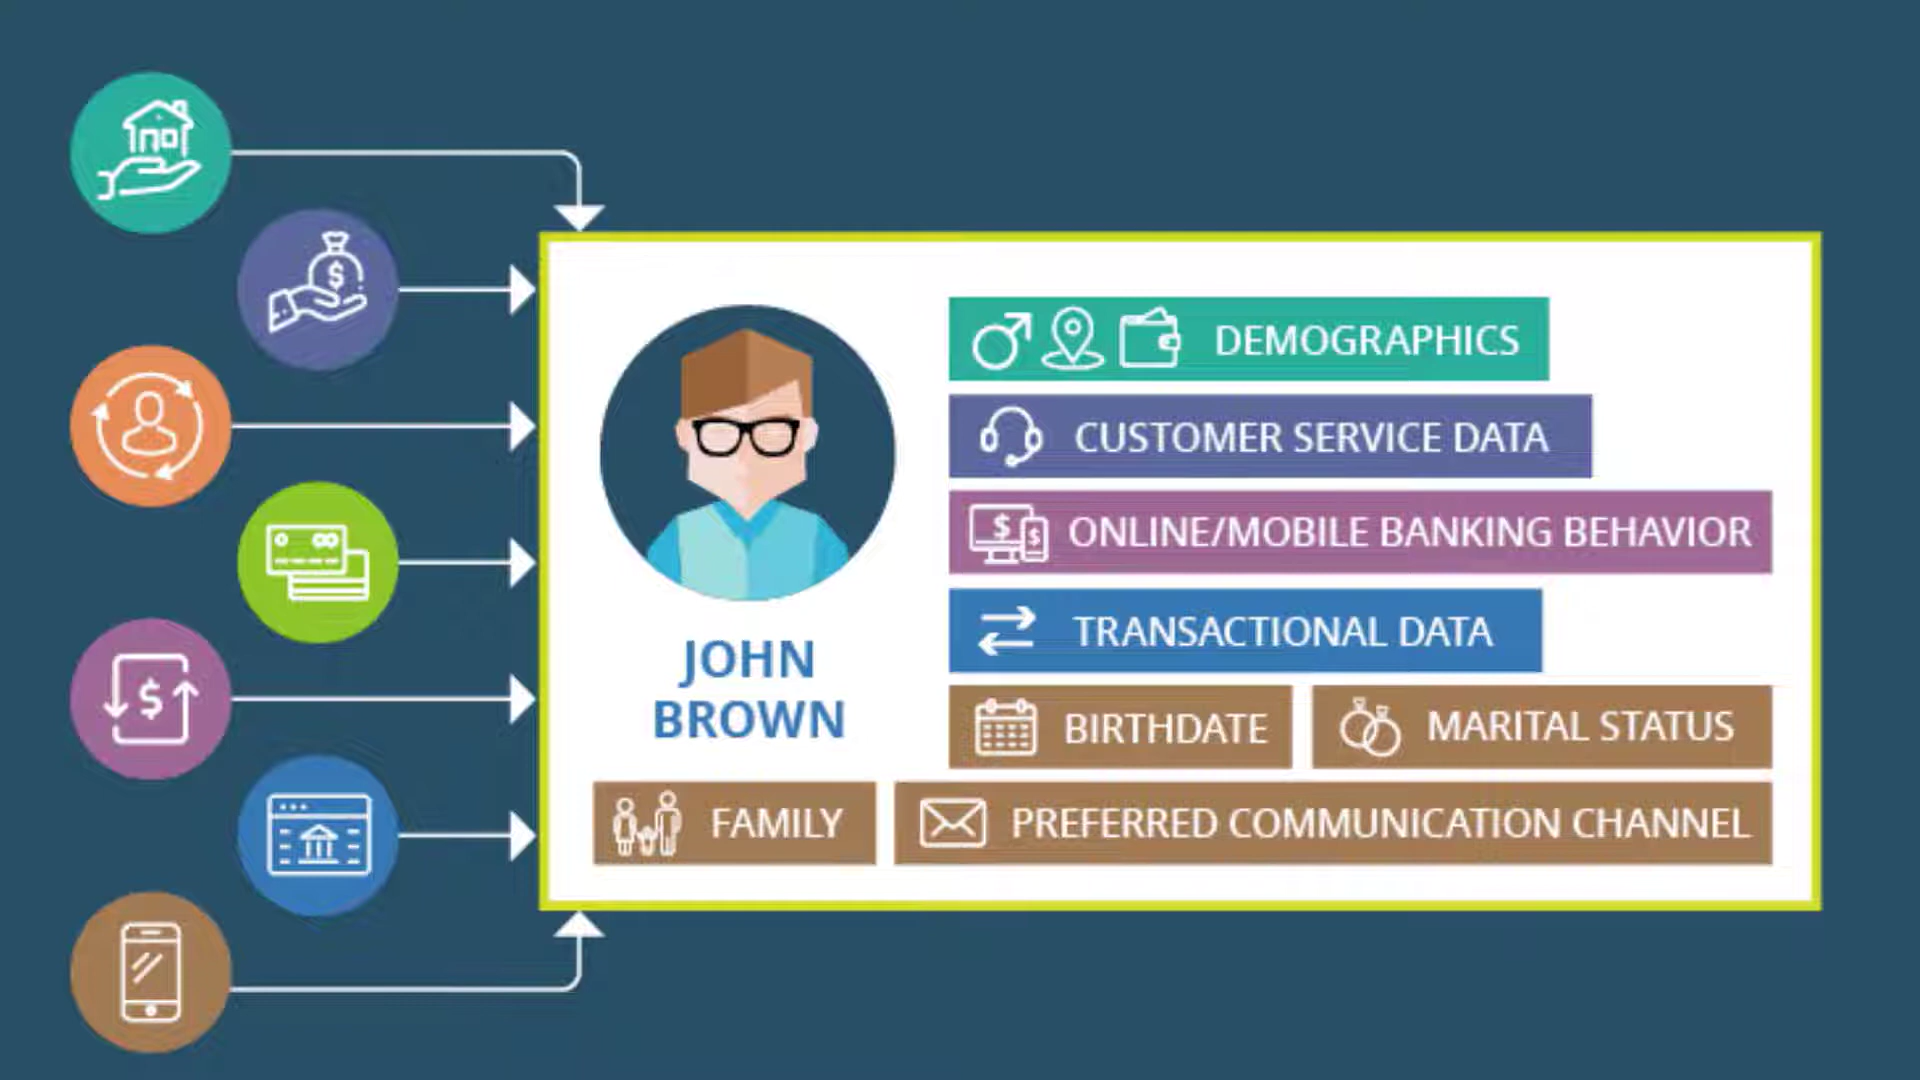 DEMOGRAPHICS
CUSTOMER SERVICE DATA
$ ONLINE/MOBILE BANKING BEHAVIOR
TRANSACTIONAL DATA
JOHN
BROWN
BIRTHDATE
MARITAL STATUS
FAMILY
PREFERRED COMMUNICATION CHANNEL
$
$